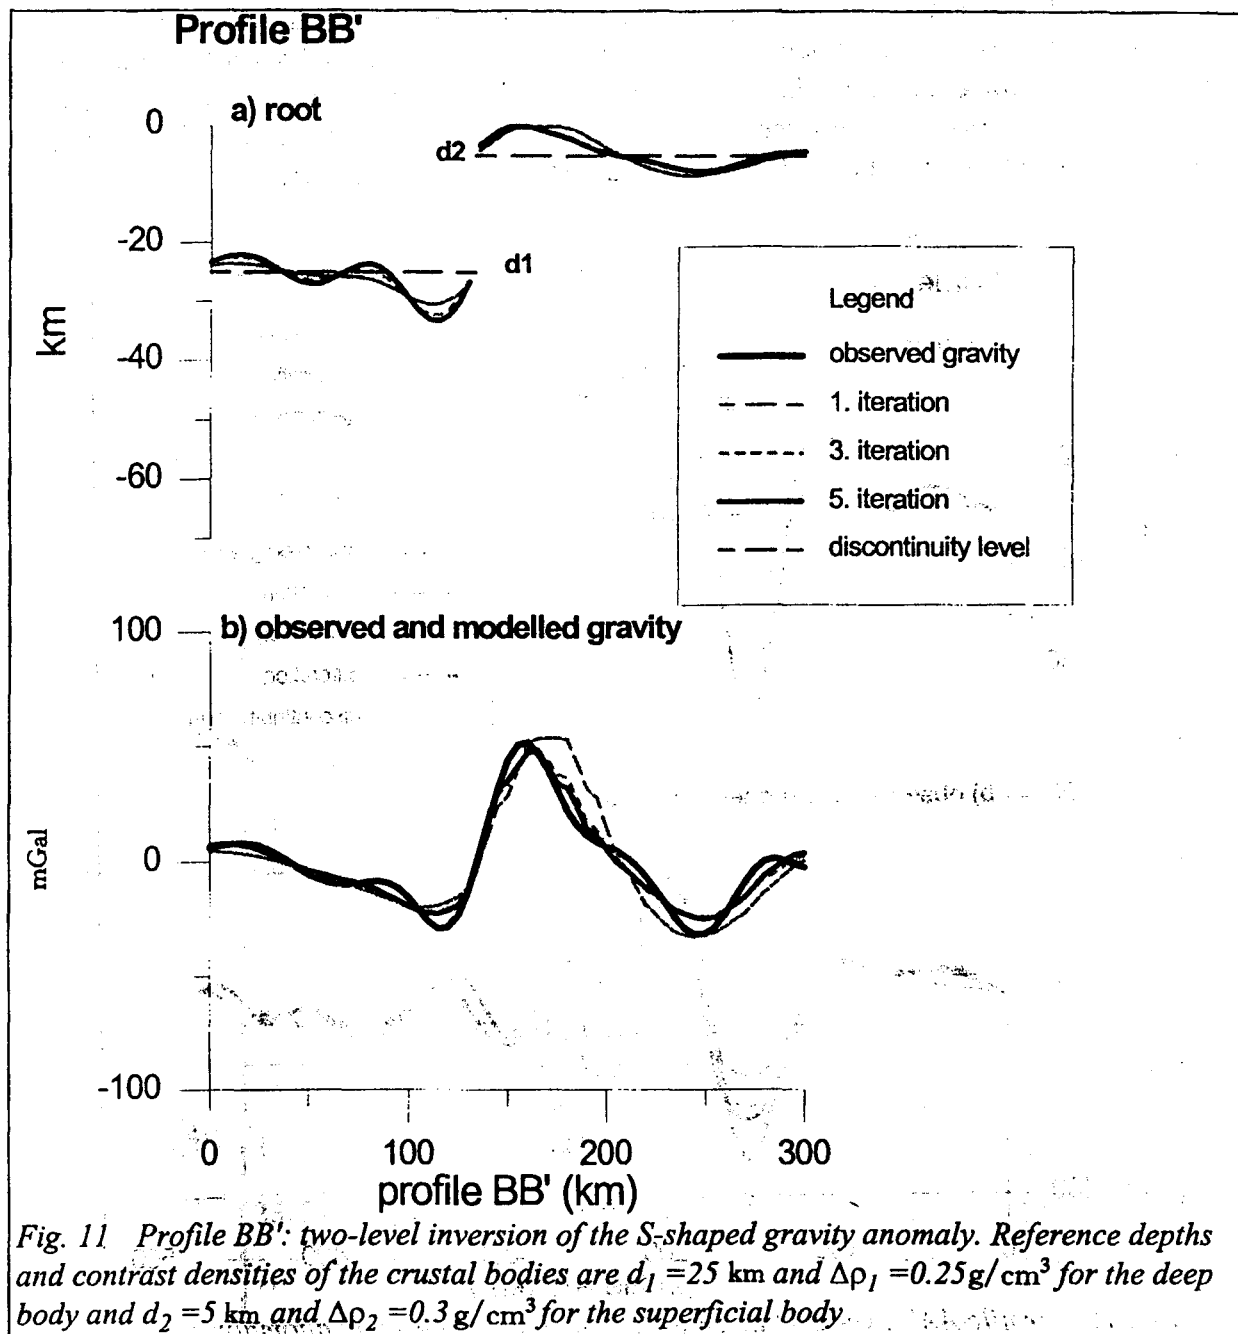 Profile BB'
a) root
0
d2
-20
d1
km
-40
-60
Legend
observed gravity
1. iteration
3. iteration
5. iteration
discontinuity level
100
b) observed and modelled gravity
mGal
0
-100
0 100 200 300
profile BB' (km)
Fig. 11 Profile BB': two-level inversion of the S-shaped gravity anomaly. Reference depths
and contrast densities of the crustal bodies are d₁ =25 km and Δρ₁ =0.25g/cm³ for the deep
body and d₂ =5 km and Δρ₂ =0.3 g/cm³ for the superficial body.